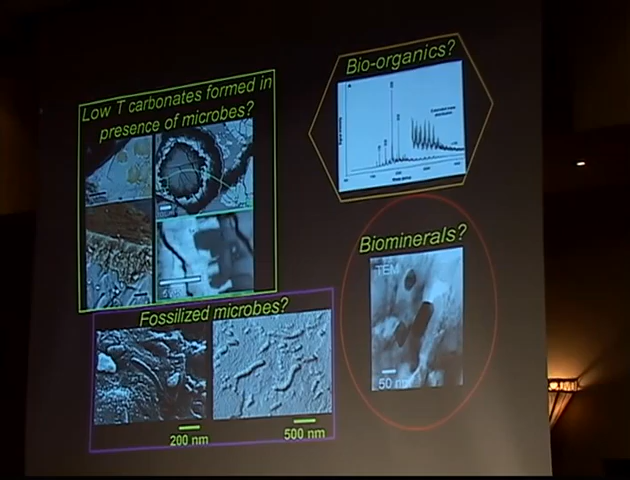 Low T carbonates formed in
presence of microbes?
Bio-organics?
Biominerals?
TEM
50 nm
Fossilized microbes?
200 nm
500 nm